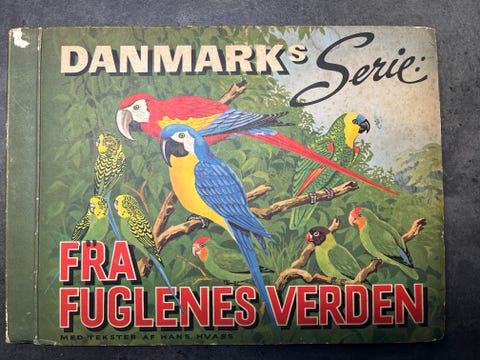 DANMARKs Serie:
FRA
FUGLENES VERDEN
MED TEKSTER AF HANS HVASS